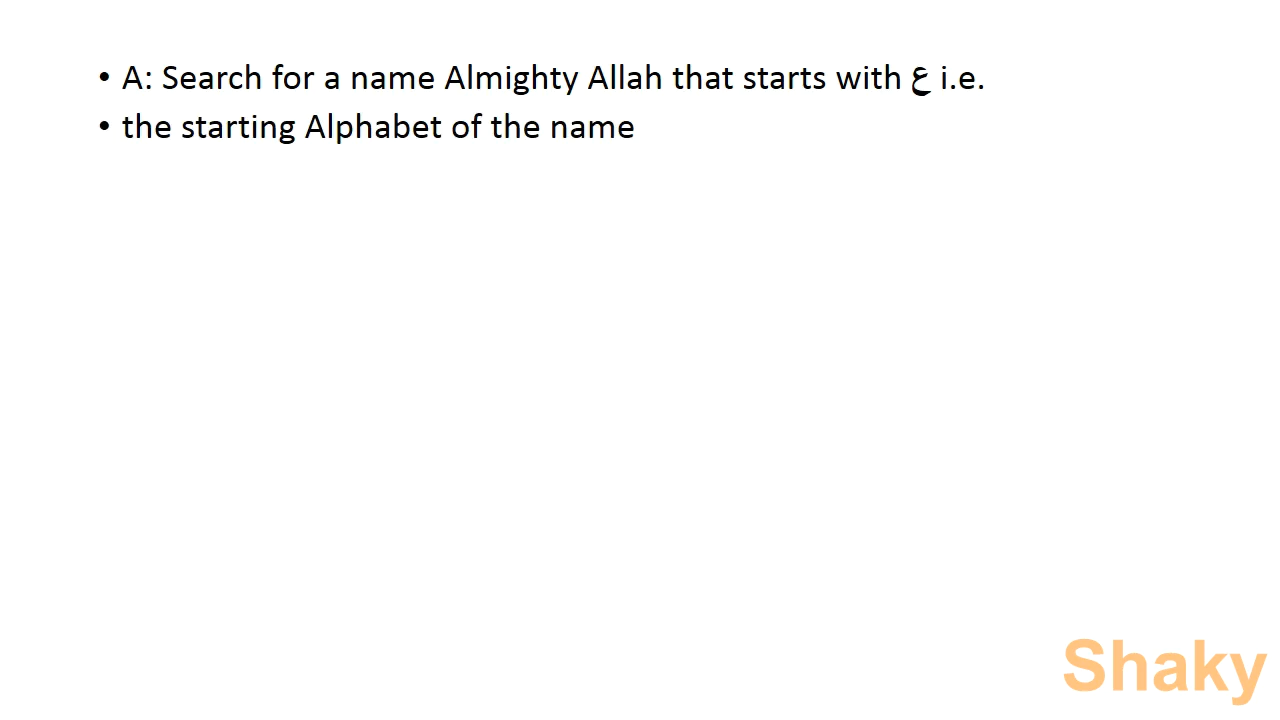 • A: Search for a name Almighty Allah that starts with ع i.e.
• the starting Alphabet of the name
Shaky